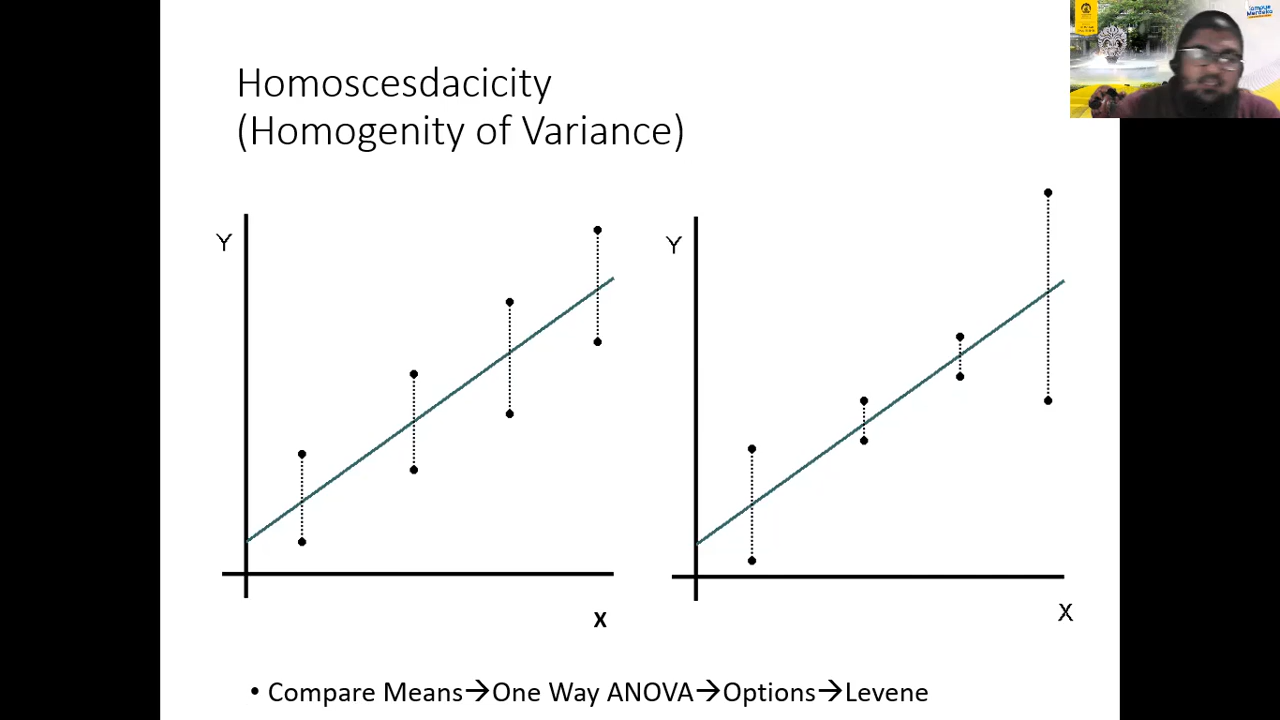 Homoscesdacicity
(Homogenity of Variance)
Y
X
Y
X
• Compare Means→One Way ANOVA→Options→Levene